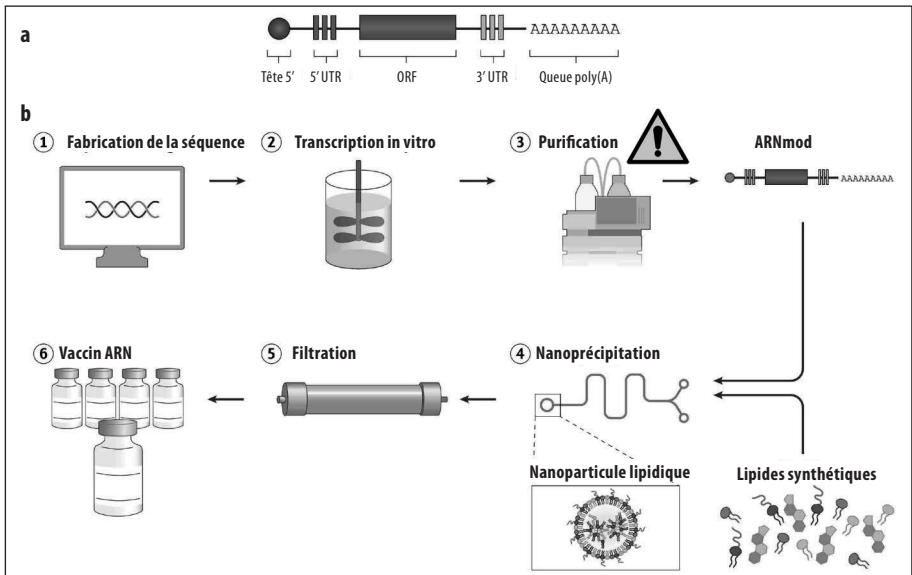 a
AAAAAAAAA
Tête 5’ 5’ UTR ORF 3’ UTR Queue poly(A)
b
1 Fabrication de la séquence
2 Transcription in vitro
3 Purification
ARNmod
AAAAAAAAA
6 Vaccin ARN
5 Filtration
4 Nanoprécipitation
Nanoparticule lipidique
Lipides synthétiques